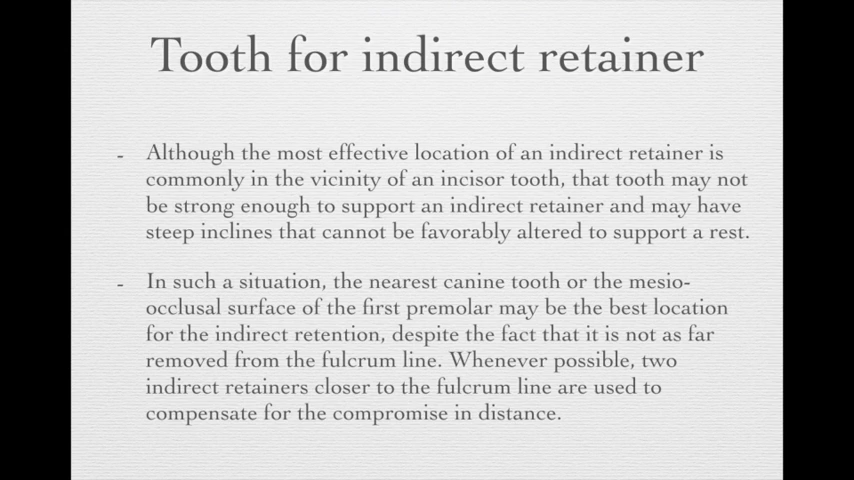 Tooth for indirect retainer
- Although the most effective location of an indirect retainer is
commonly in the vicinity of an incisor tooth, that tooth may not
be strong enough to support an indirect retainer and may have
steep inclines that cannot be favorably altered to support a rest.
- In such a situation, the nearest canine tooth or the mesio-
occlusal surface of the first premolar may be the best location
for the indirect retention, despite the fact that it is not as far
removed from the fulcrum line. Whenever possible, two
indirect retainers closer to the fulcrum line are used to
compensate for the compromise in distance.